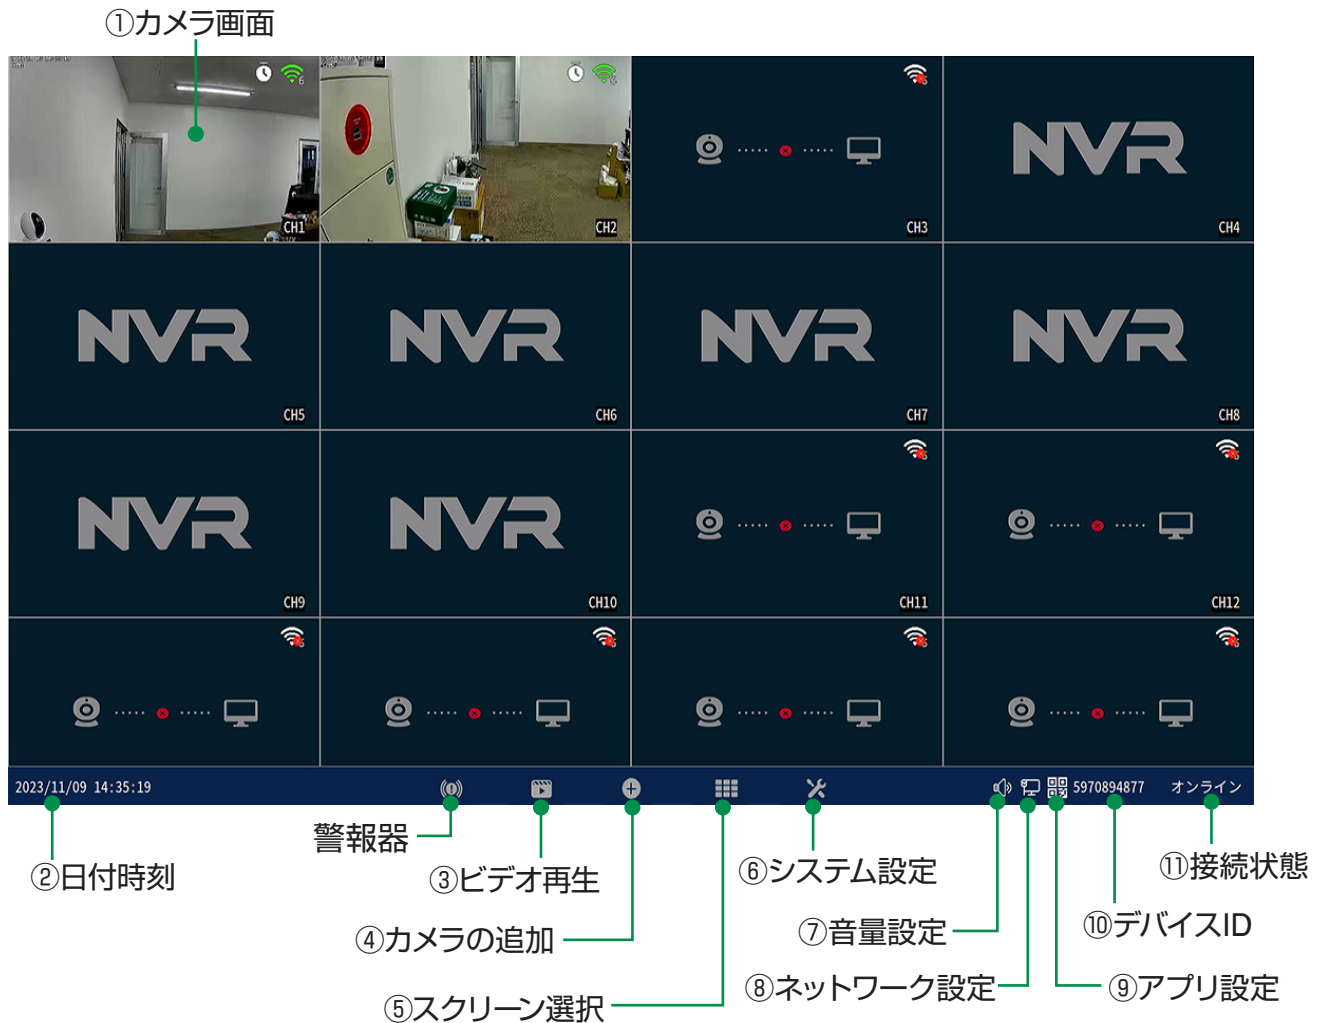 ①カメラ画面
CH1
CH2
CH3
NVR
CH4
NVR
CH5
NVR
CH6
NVR
CH7
NVR
CH8
NVR
CH9
NVR
CH10
CH11
CH12
2023/11/09 14:35:19
5970894877
オンライン
警報器
②日付時刻
③ビデオ再生
④カメラの追加
⑤スクリーン選択
⑥システム設定
⑦音量設定
⑧ネットワーク設定
⑨アプリ設定
⑩デバイスID
⑪接続状態